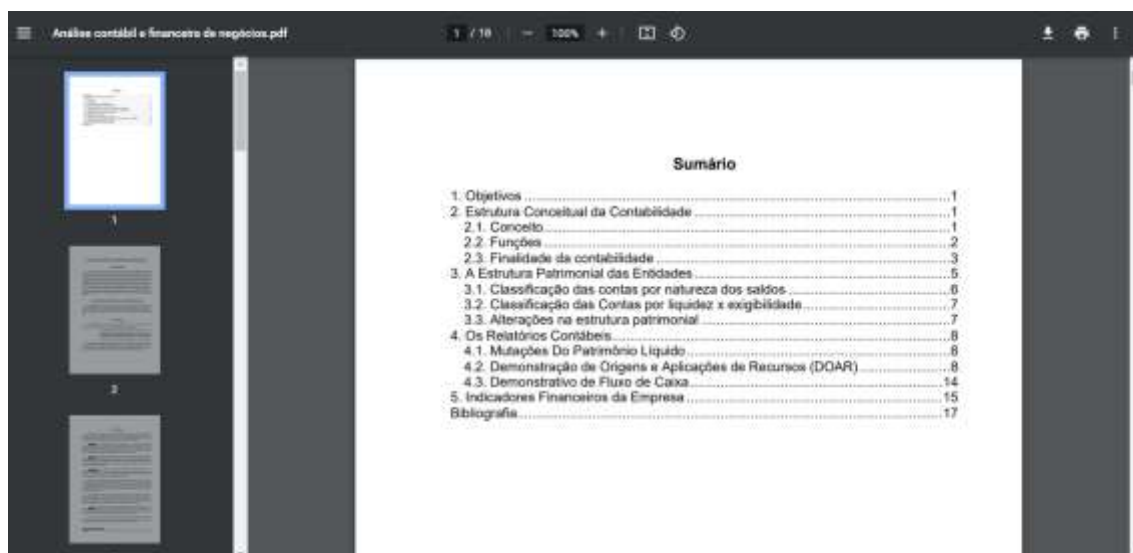 Análise contábil e financeira de negócios.pdf
1 / 18 − 100% +
1
2
Sumário
1. Objetivos ........ 1
2. Estrutura Conceitual da Contabilidade ........ 1
2.1. Conceito ........ 1
2.2. Funções ........ 2
2.3. Finalidade da contabilidade ........ 3
3. A Estrutura Patrimonial das Entidades ........ 5
3.1. Classificação das contas por natureza dos saldos ........ 6
3.2. Classificação das Contas por liquidez x exigibilidade ........ 7
3.3. Alterações na estrutura patrimonial ........ 7
4. Os Relatórios Contábeis ........ 8
4.1. Mutações Do Patrimônio Líquido ........ 8
4.2. Demonstração de Origens e Aplicações de Recursos (DOAR) ........ 8
4.3. Demonstrativo de Fluxo de Caixa ........ 14
5. Indicadores Financeiros da Empresa ........ 15
Bibliografia ........ 17